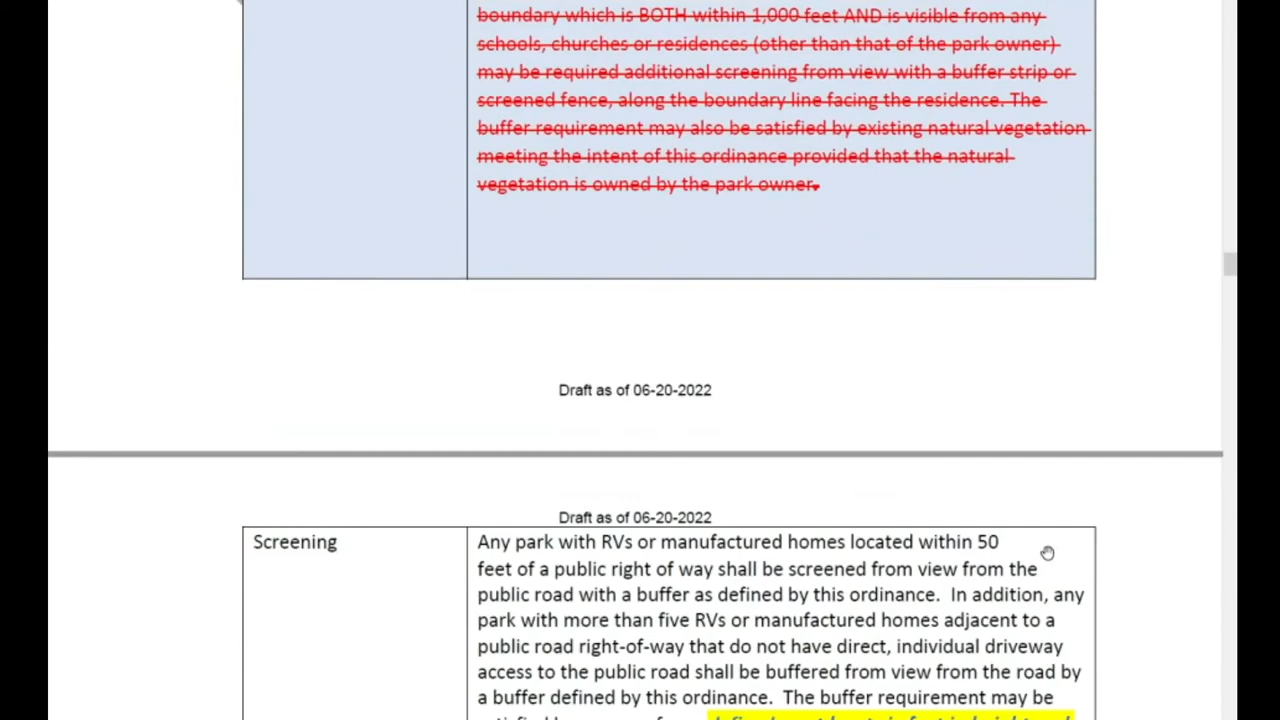 boundary which is BOTH within 1,000 feet AND is visible from any
schools, churches or residences (other than that of the park owner)
may be required additional screening from view with a buffer strip or
screened fence, along the boundary line facing the residence. The
buffer requirement may also be satisfied by existing natural vegetation
meeting the intent of this ordinance provided that the natural
vegetation is owned by the park owner.
Draft as of 06-20-2022
Draft as of 06-20-2022
Screening
Any park with RVs or manufactured homes located within 50
feet of a public right of way shall be screened from view from the
public road with a buffer as defined by this ordinance. In addition, any
park with more than five RVs or manufactured homes adjacent to a
public road right-of-way that do not have direct, individual driveway
access to the public road shall be buffered from view from the road by
a buffer defined by this ordinance. The buffer requirement may be